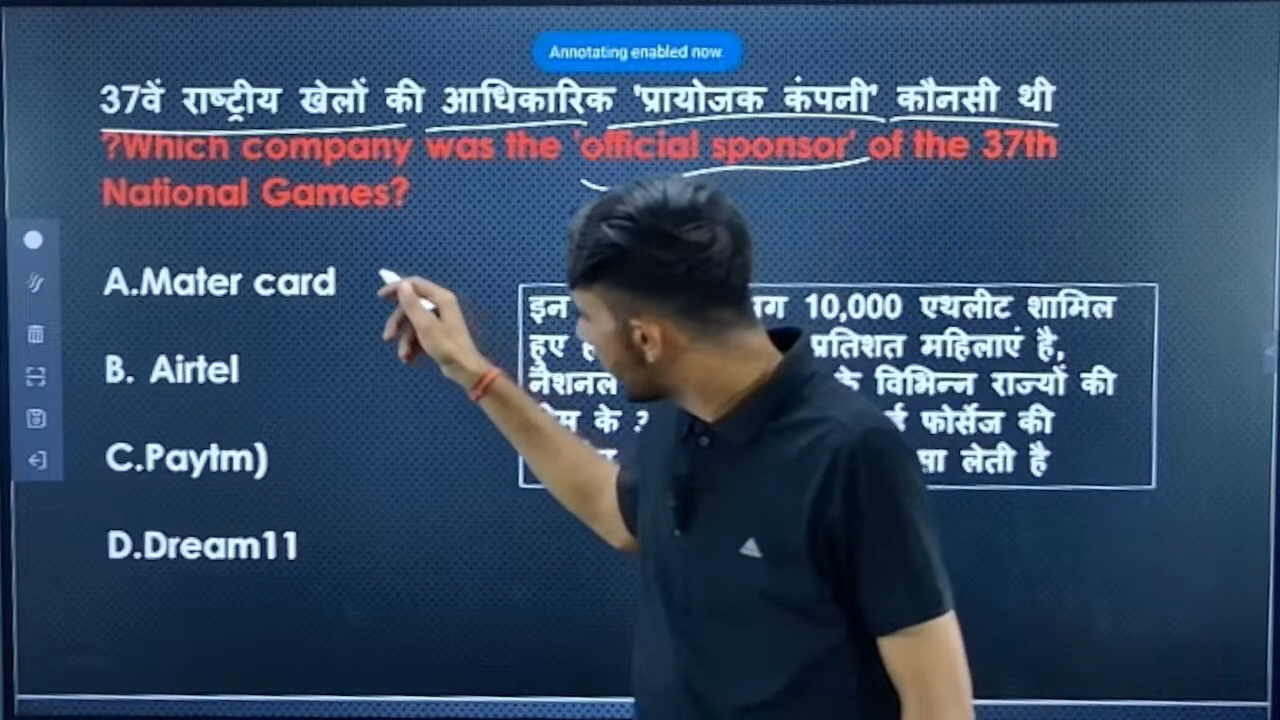 Annotating enabled now.
37वें राष्ट्रीय खेलों की आधिकारिक 'प्रायोजक कंपनी' कौनसी थी
?Which company was the 'official sponsor' of the 37th
National Games?
A.Mater card
B. Airtel
C.Paytm)
D.Dream11
इन 10,000 एथलीट शामिल
हुए प्रतिशत महिलाएं है,
नैशनल के विभिन्न राज्यों की
के फोर्सेज की
लेती है